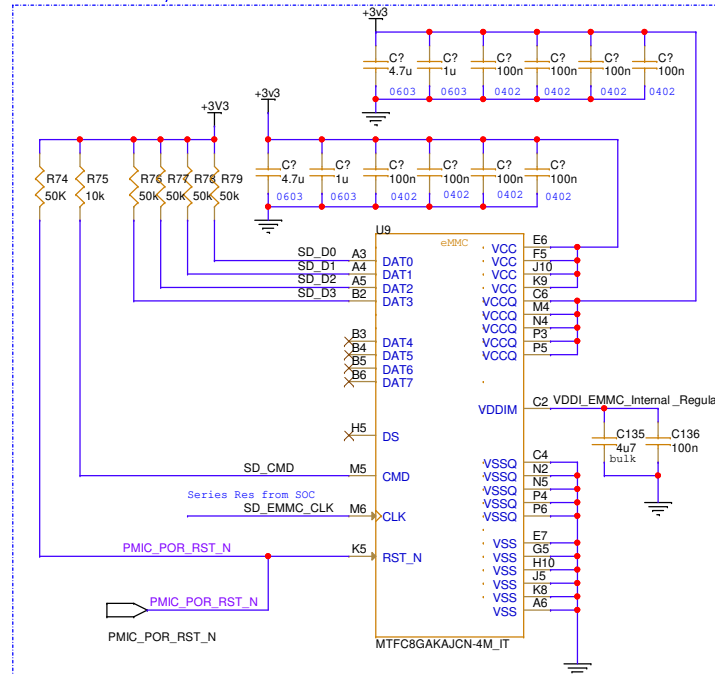 +3v3
C? C? C? C? C? C?
4.7u 1u 100n 100n 100n 100n
0603 0603 0402 0402 0402 0402
+3V3 +3v3
C? C? C? C? C? C?
4.7u 1u 100n 100n 100n 100n
0603 0402 0402 0402 0402
R74 R75 R76 R77 R78 R79
50K 10k 50k 50k 50k 50k
U9
eMMC
SD_D0 A3 DAT0
SD_D1 A4 DAT1
SD_D2 A5 DAT2
SD_D3 B2 DAT3
B3 DAT4
B4 DAT5
B5 DAT6
B6 DAT7
H5 DS
SD_CMD M5 CMD
Series Res from SOC
SD_EMMC_CLK M6 CLK
PMIC_POR_RST_N K5 RST_N
PMIC_POR_RST_N
PMIC_POR_RST_N
VCC E6
VCC F5
VCC J10
VCC K9
VCCQ C6
VCCQ M4
VCCQ N4
VCCQ P3
VCCQ P5
VDDIM C2 VDDI_EMMC_Internal_Regula
C135 C136
4u7 100n
bulk
VSSQ C4
VSSQ N2
VSSQ N5
VSSQ P4
VSSQ P6
VSS E7
VSS G5
VSS H10
VSS J5
VSS K8
VSS A6
MTFC8GAKAJCN-4M_IT